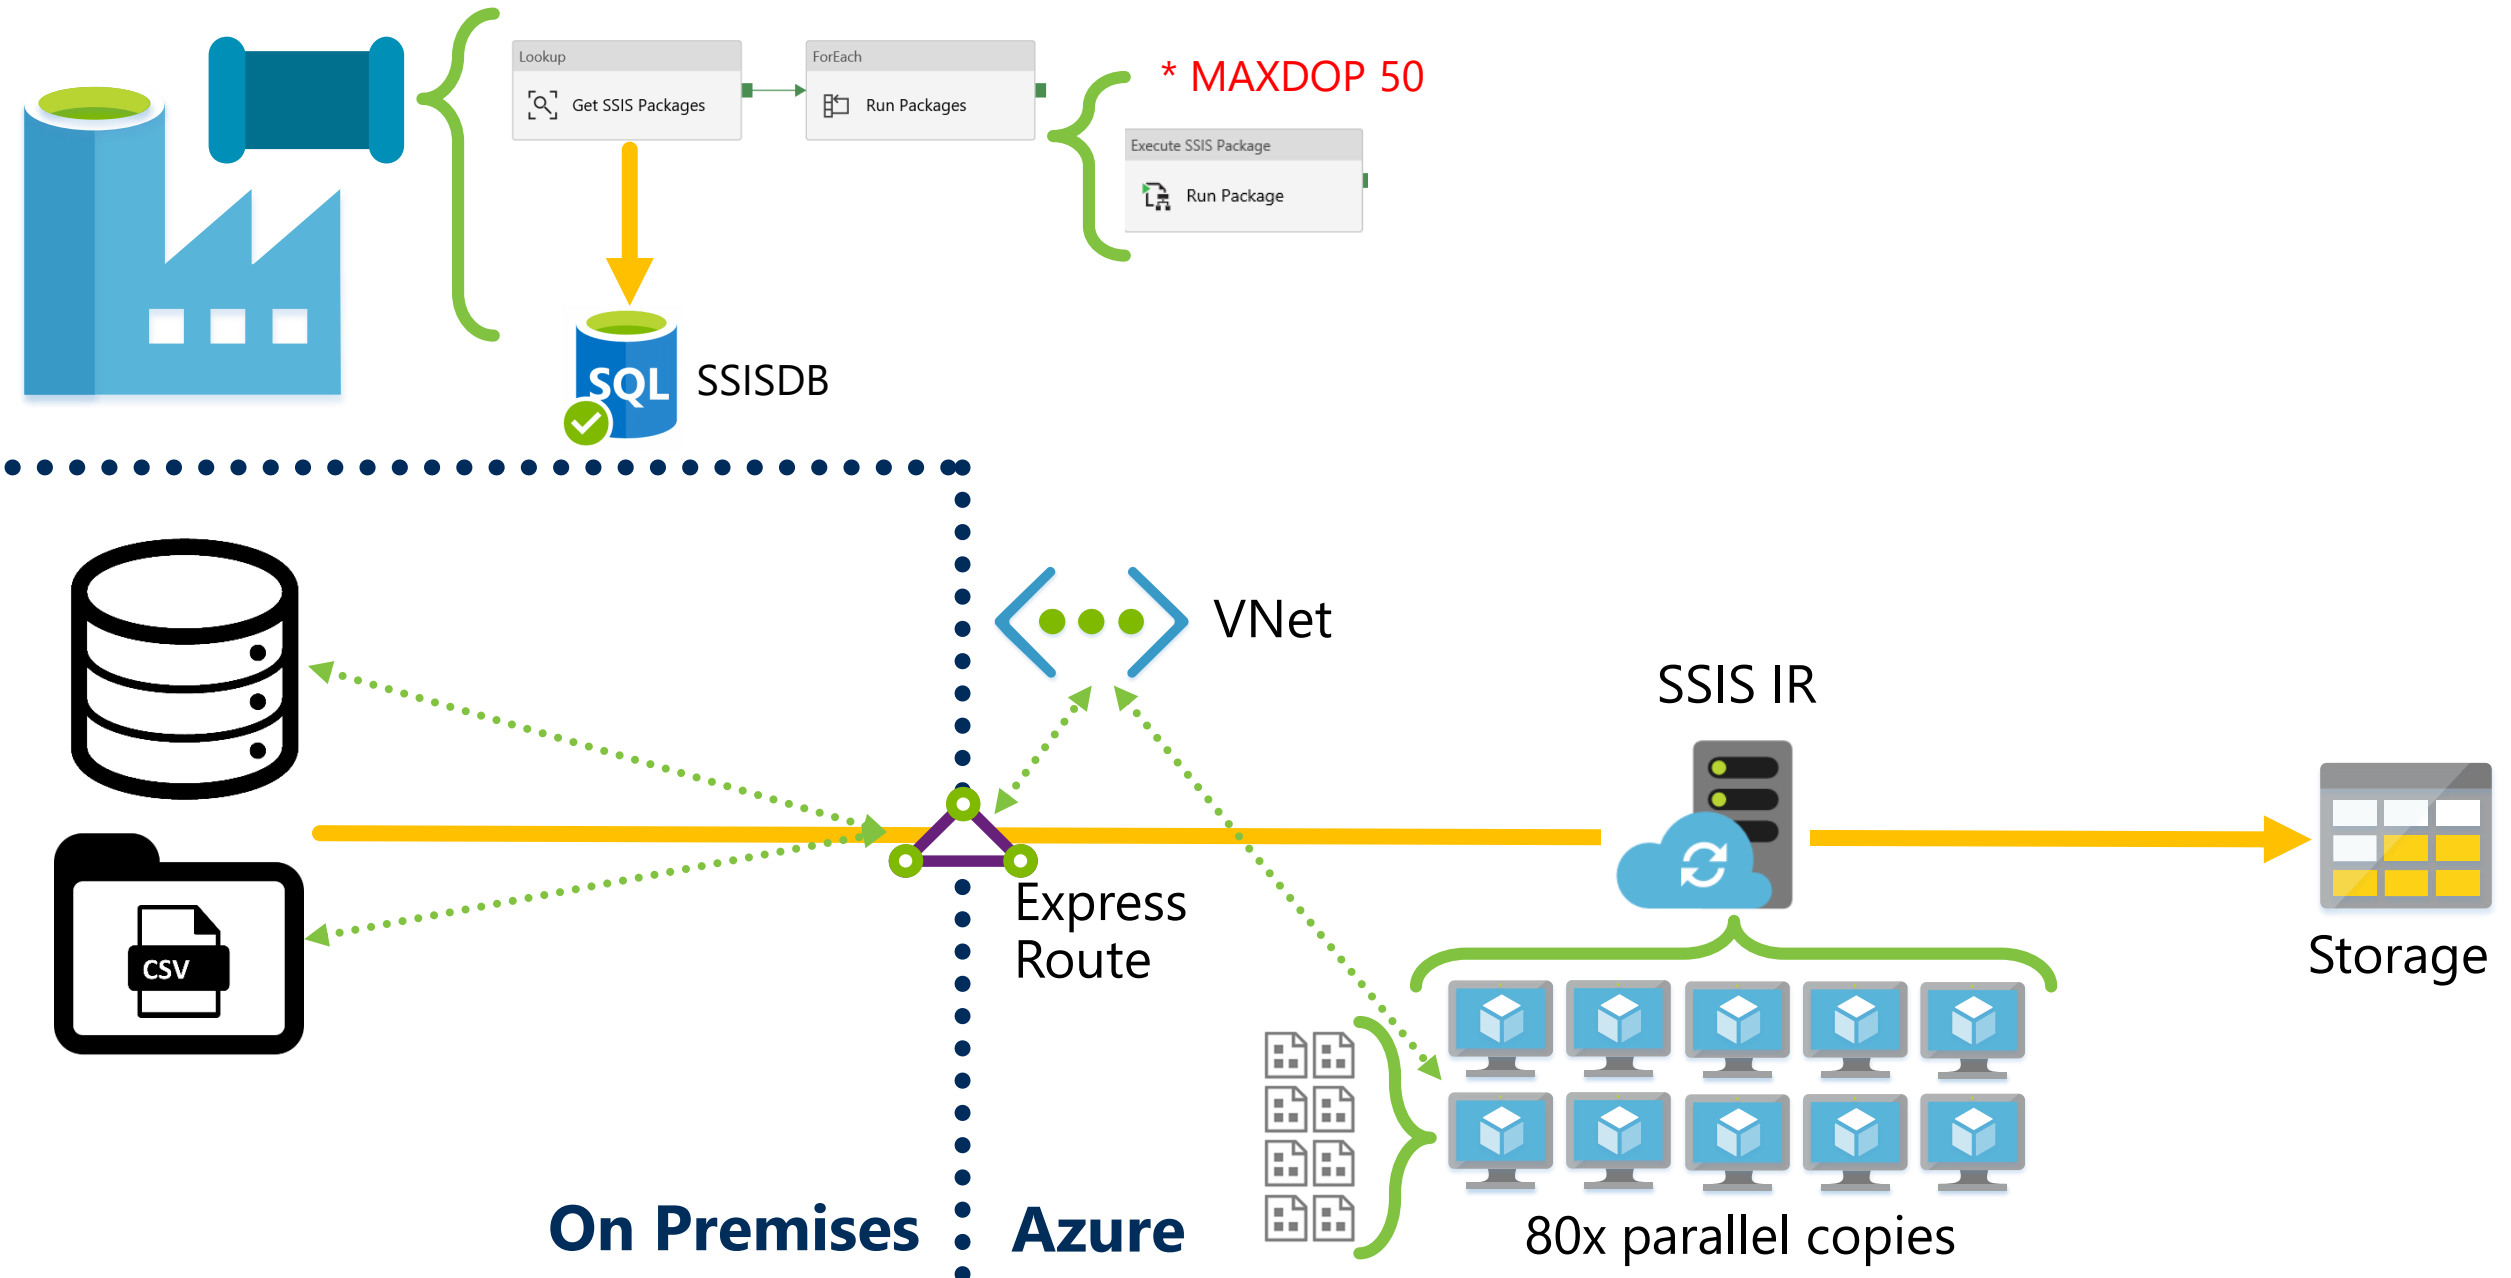 Lookup
Get SSIS Packages
ForEach
Run Packages
* MAXDOP 50
Execute SSIS Package
Run Package
SQL
SSISDB
VNet
SSIS IR
Express
Route
CSV
Storage
On Premises
Azure
80x parallel copies